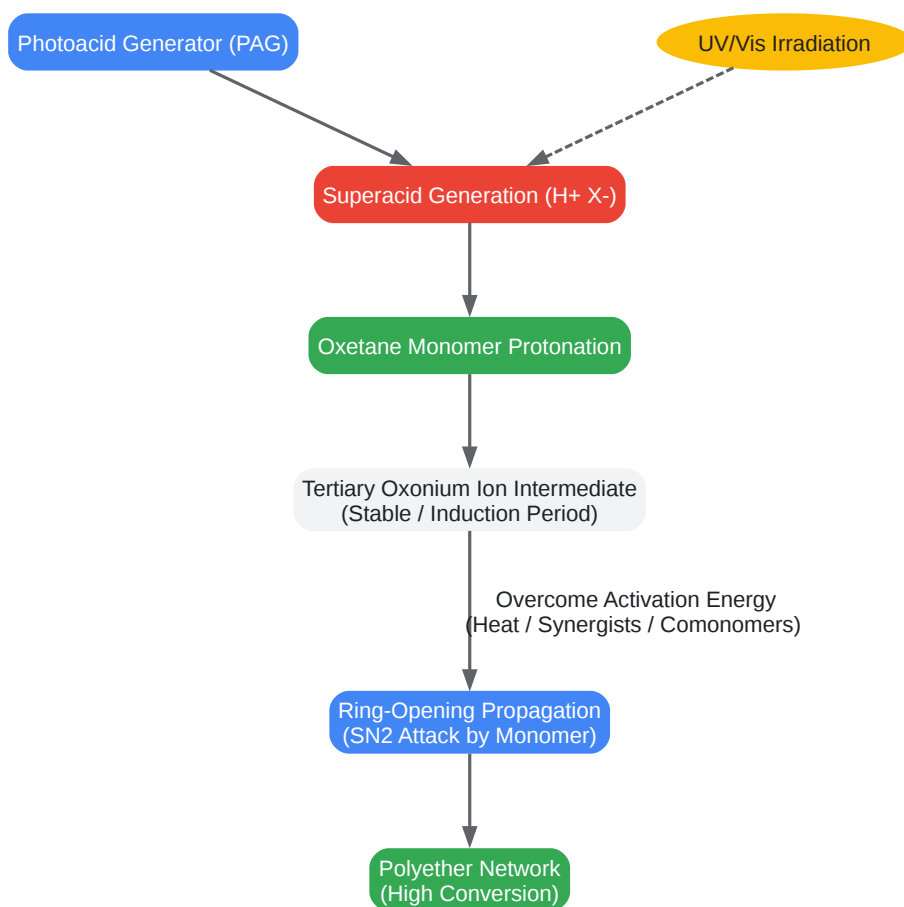 Photoacid Generator (PAG)
UV/Vis Irradiation
Superacid Generation (H+ X-)
Oxetane Monomer Protonation
Tertiary Oxonium Ion Intermediate
(Stable / Induction Period)
Overcome Activation Energy
(Heat / Synergists / Comonomers)
Ring-Opening Propagation
(SN2 Attack by Monomer)
Polyether Network
(High Conversion)